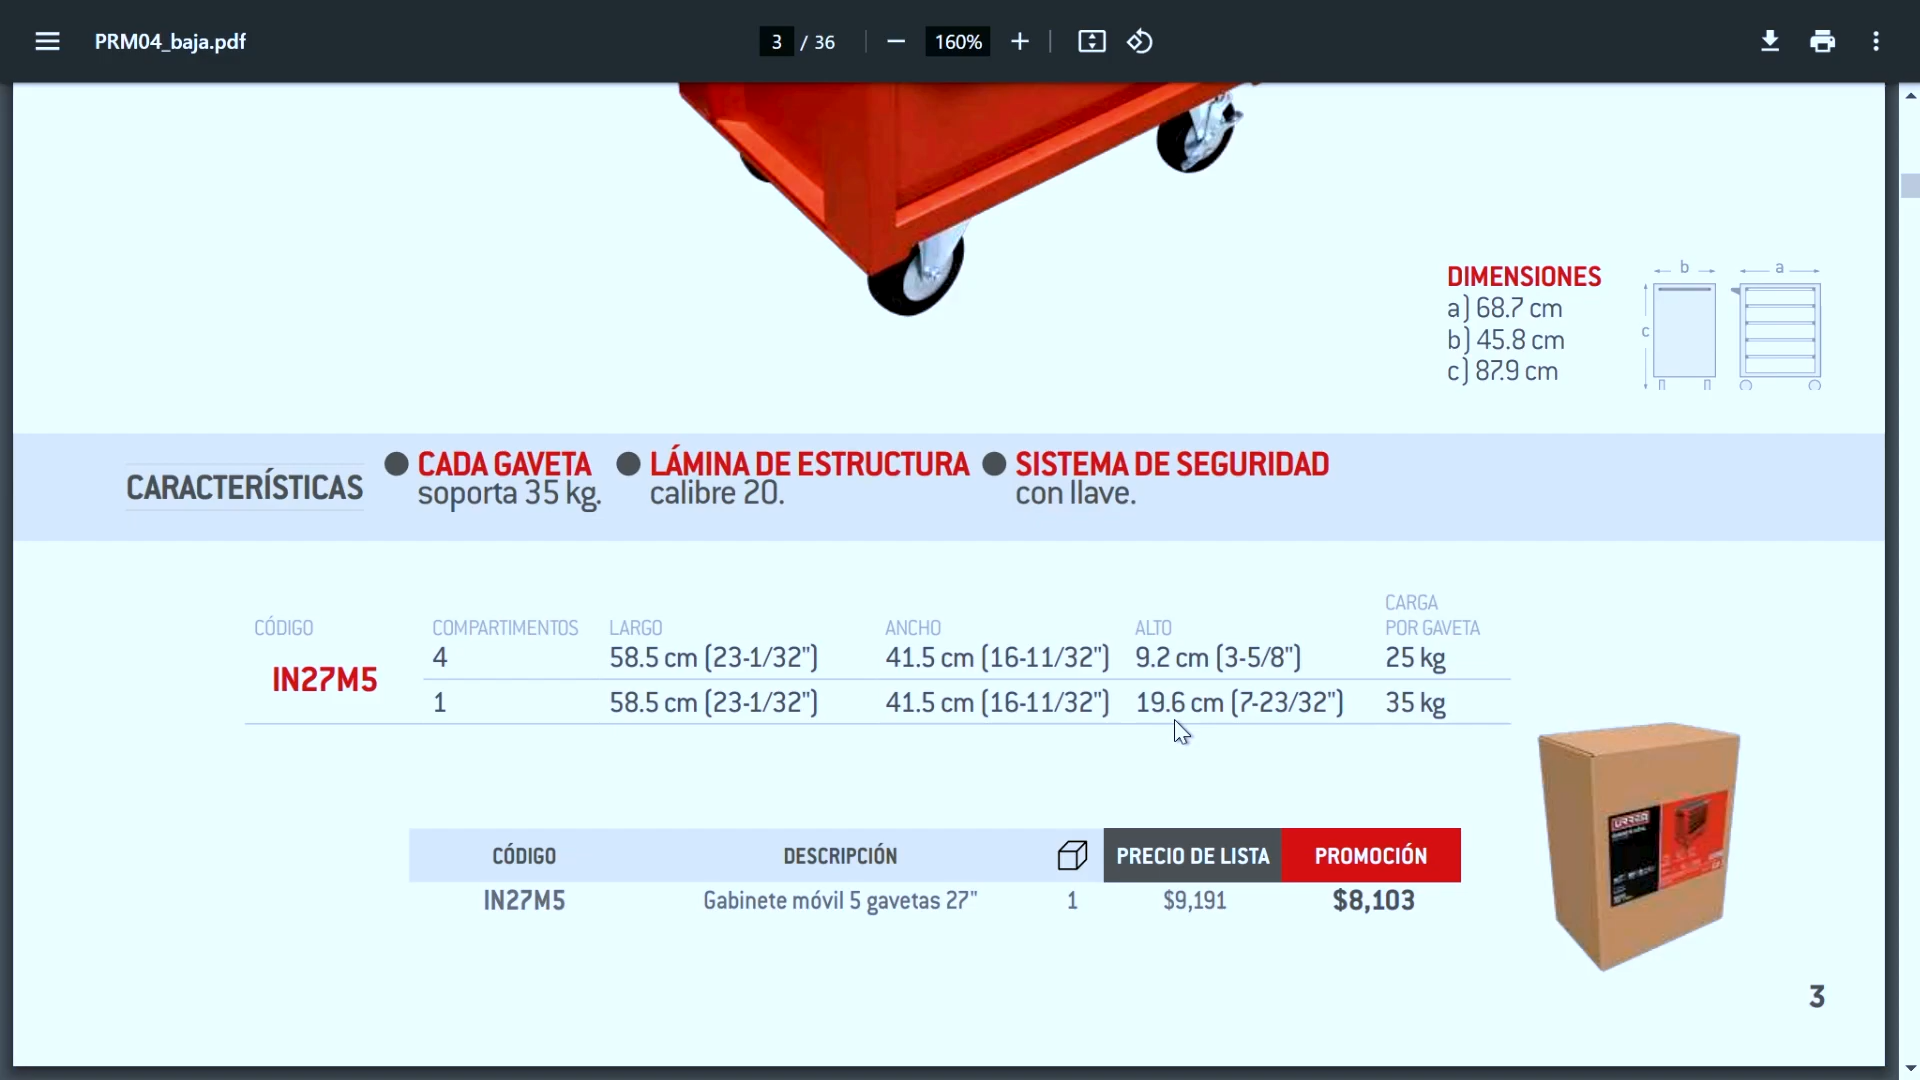 PRM04_baja.pdf
3 / 36
160%
DIMENSIONES
a) 68.7 cm
b) 45.8 cm
c) 87.9 cm
b a
c
CARACTERÍSTICAS
CADA GAVETA
soporta 35 kg.
LÁMINA DE ESTRUCTURA
calibre 20.
SISTEMA DE SEGURIDAD
con llave.
CÓDIGO COMPARTIMENTOS LARGO ANCHO ALTO CARGA POR GAVETA
IN27M5
4 58.5 cm (23-1/32") 41.5 cm (16-11/32") 9.2 cm (3-5/8") 25 kg
1 58.5 cm (23-1/32") 41.5 cm (16-11/32") 19.6 cm (7-23/32") 35 kg
CÓDIGO DESCRIPCIÓN PRECIO DE LISTA PROMOCIÓN
IN27M5 Gabinete móvil 5 gavetas 27" 1 $9,191 $8,103
URREA
3